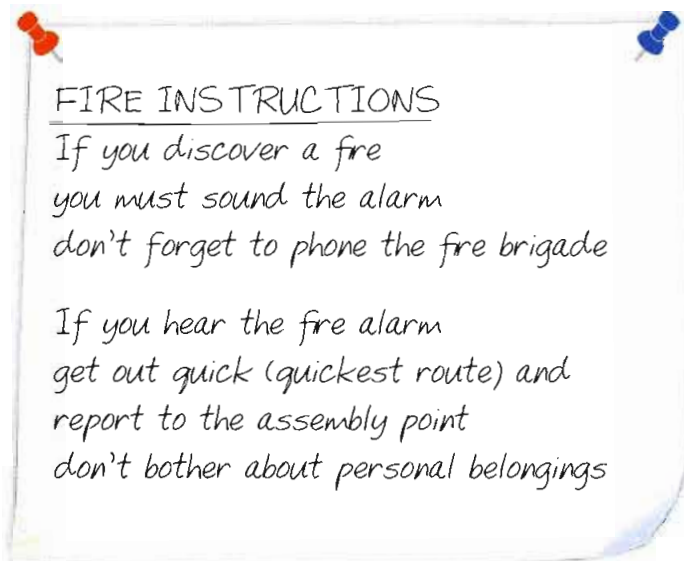 FIRE INSTRUCTIONS
If you discover a fire
you must sound the alarm
don't forget to phone the fire brigade
If you hear the fire alarm
get out quick (quickest route) and
report to the assembly point
don't bother about personal belongings